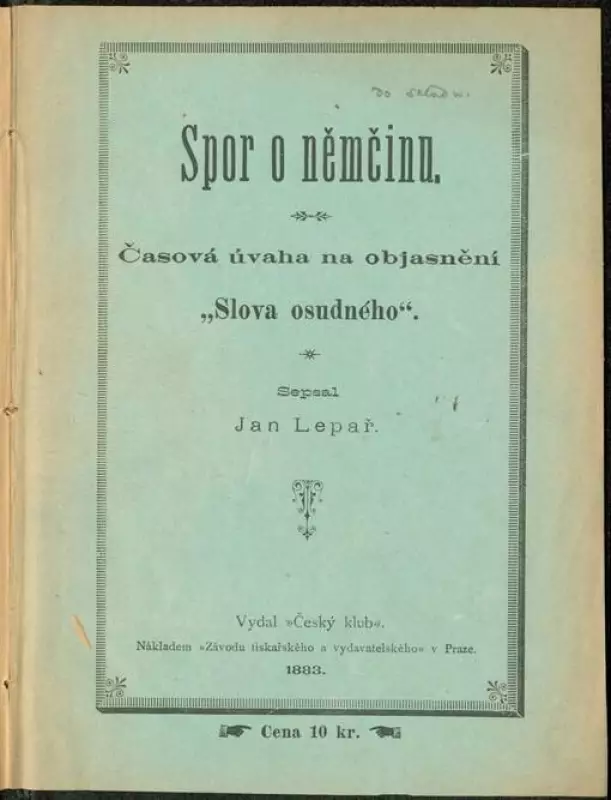 Spor o němčinu.
Časová úvaha na objasnění
„Slova osudného“.
Sepsal
Jan Lepař.
Vydal »Český klub«.
Nákladem »Závodu tiskařského a vydavatelského« v Praze.
1883.
Cena 10 kr.